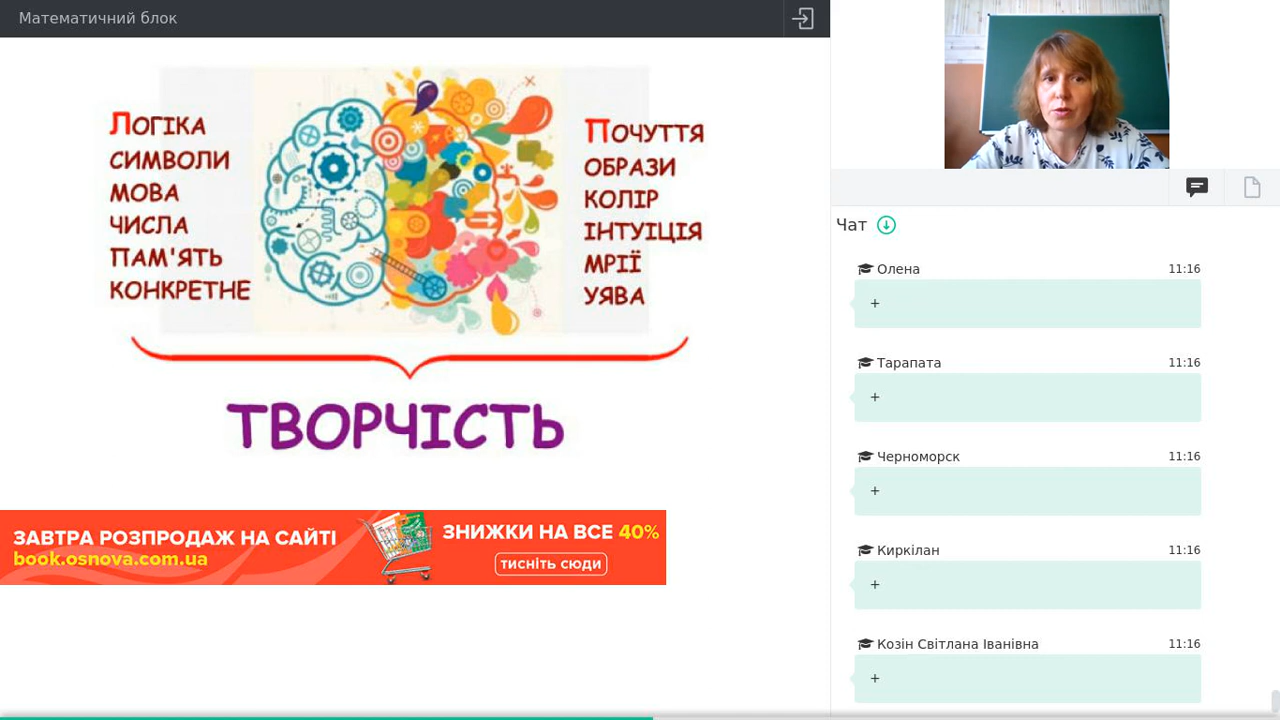 Математичний блок
ЛОГІКА
СИМВОЛИ
МОВА
ЧИСЛА
ПАМ'ЯТЬ
КОНКРЕТНЕ
ПОЧУТТЯ
ОБРАЗИ
КОЛІР
ІНТУІЦІЯ
МРІЇ
УЯВА
ТВОРЧІСТЬ
ЗАВТРА РОЗПРОДАЖ НА САЙТІ
book.osnova.com.ua
ЗНИЖКИ НА ВСЕ 40%
тисніть сюди
Чат
Олена 11:16
+
Тарапата 11:16
+
Черноморск 11:16
+
Киркілан 11:16
+
Козін Світлана Іванівна 11:16
+